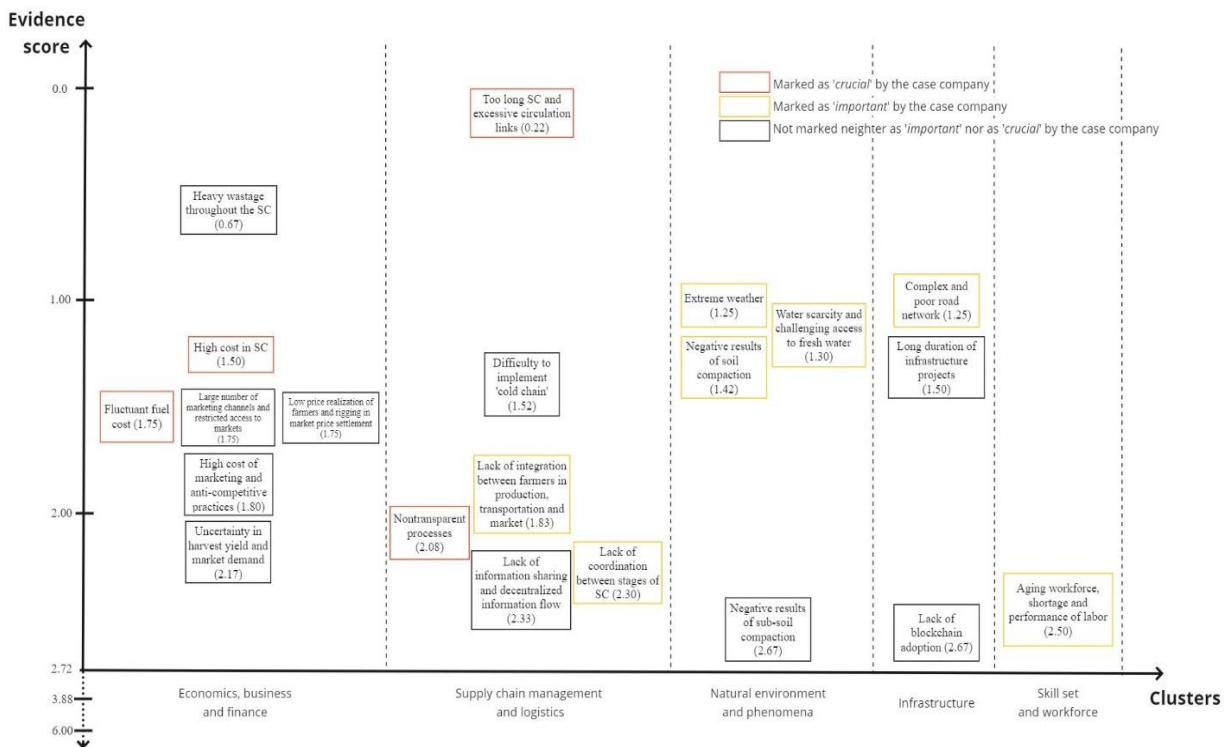 Evidence
score
0.0
1.00
2.00
2.72
3.88
6.00
Marked as 'crucial' by the case company
Marked as 'important' by the case company
Not marked neighter as 'important' nor as 'crucial' by the case company
Heavy wastage
throughout the SC
(0.67)
High cost in SC
(1.50)
Fluctuant fuel
cost (1.75)
Large number of
marketing channels and
restricted access to
markets
(1.75)
Low price realization of
farmers and rigging in
market price settlement
(1.75)
High cost of
marketing and
anti-competitive
practices (1.80)
Uncertainty in
harvest yield and
market demand
(2.17)
Too long SC and
excessive circulation
links (0.22)
Difficulty to
implement
'cold chain'
(1.52)
Lack of integration
between farmers in
production,
transportation and
market (1.83)
Nontransparent
processes
(2.08)
Lack of
information sharing
and decentralized
information flow
(2.33)
Lack of
coordination
between stages of
SC (2.30)
Extreme weather
(1.25)
Water scarcity and
challenging access
to fresh water
(1.30)
Negative results
of soil
compaction
(1.42)
Negative results
of sub-soil
compaction
(2.67)
Complex and
poor road
network (1.25)
Long duration of
infrastructure
projects
(1.50)
Lack of
blockchain
adoption (2.67)
Aging workforce,
shortage and
performance of labor
(2.50)
Economics, business
and finance
Supply chain management
and logistics
Natural environment
and phenomena
Infrastructure
Skill set
and workforce
Clusters